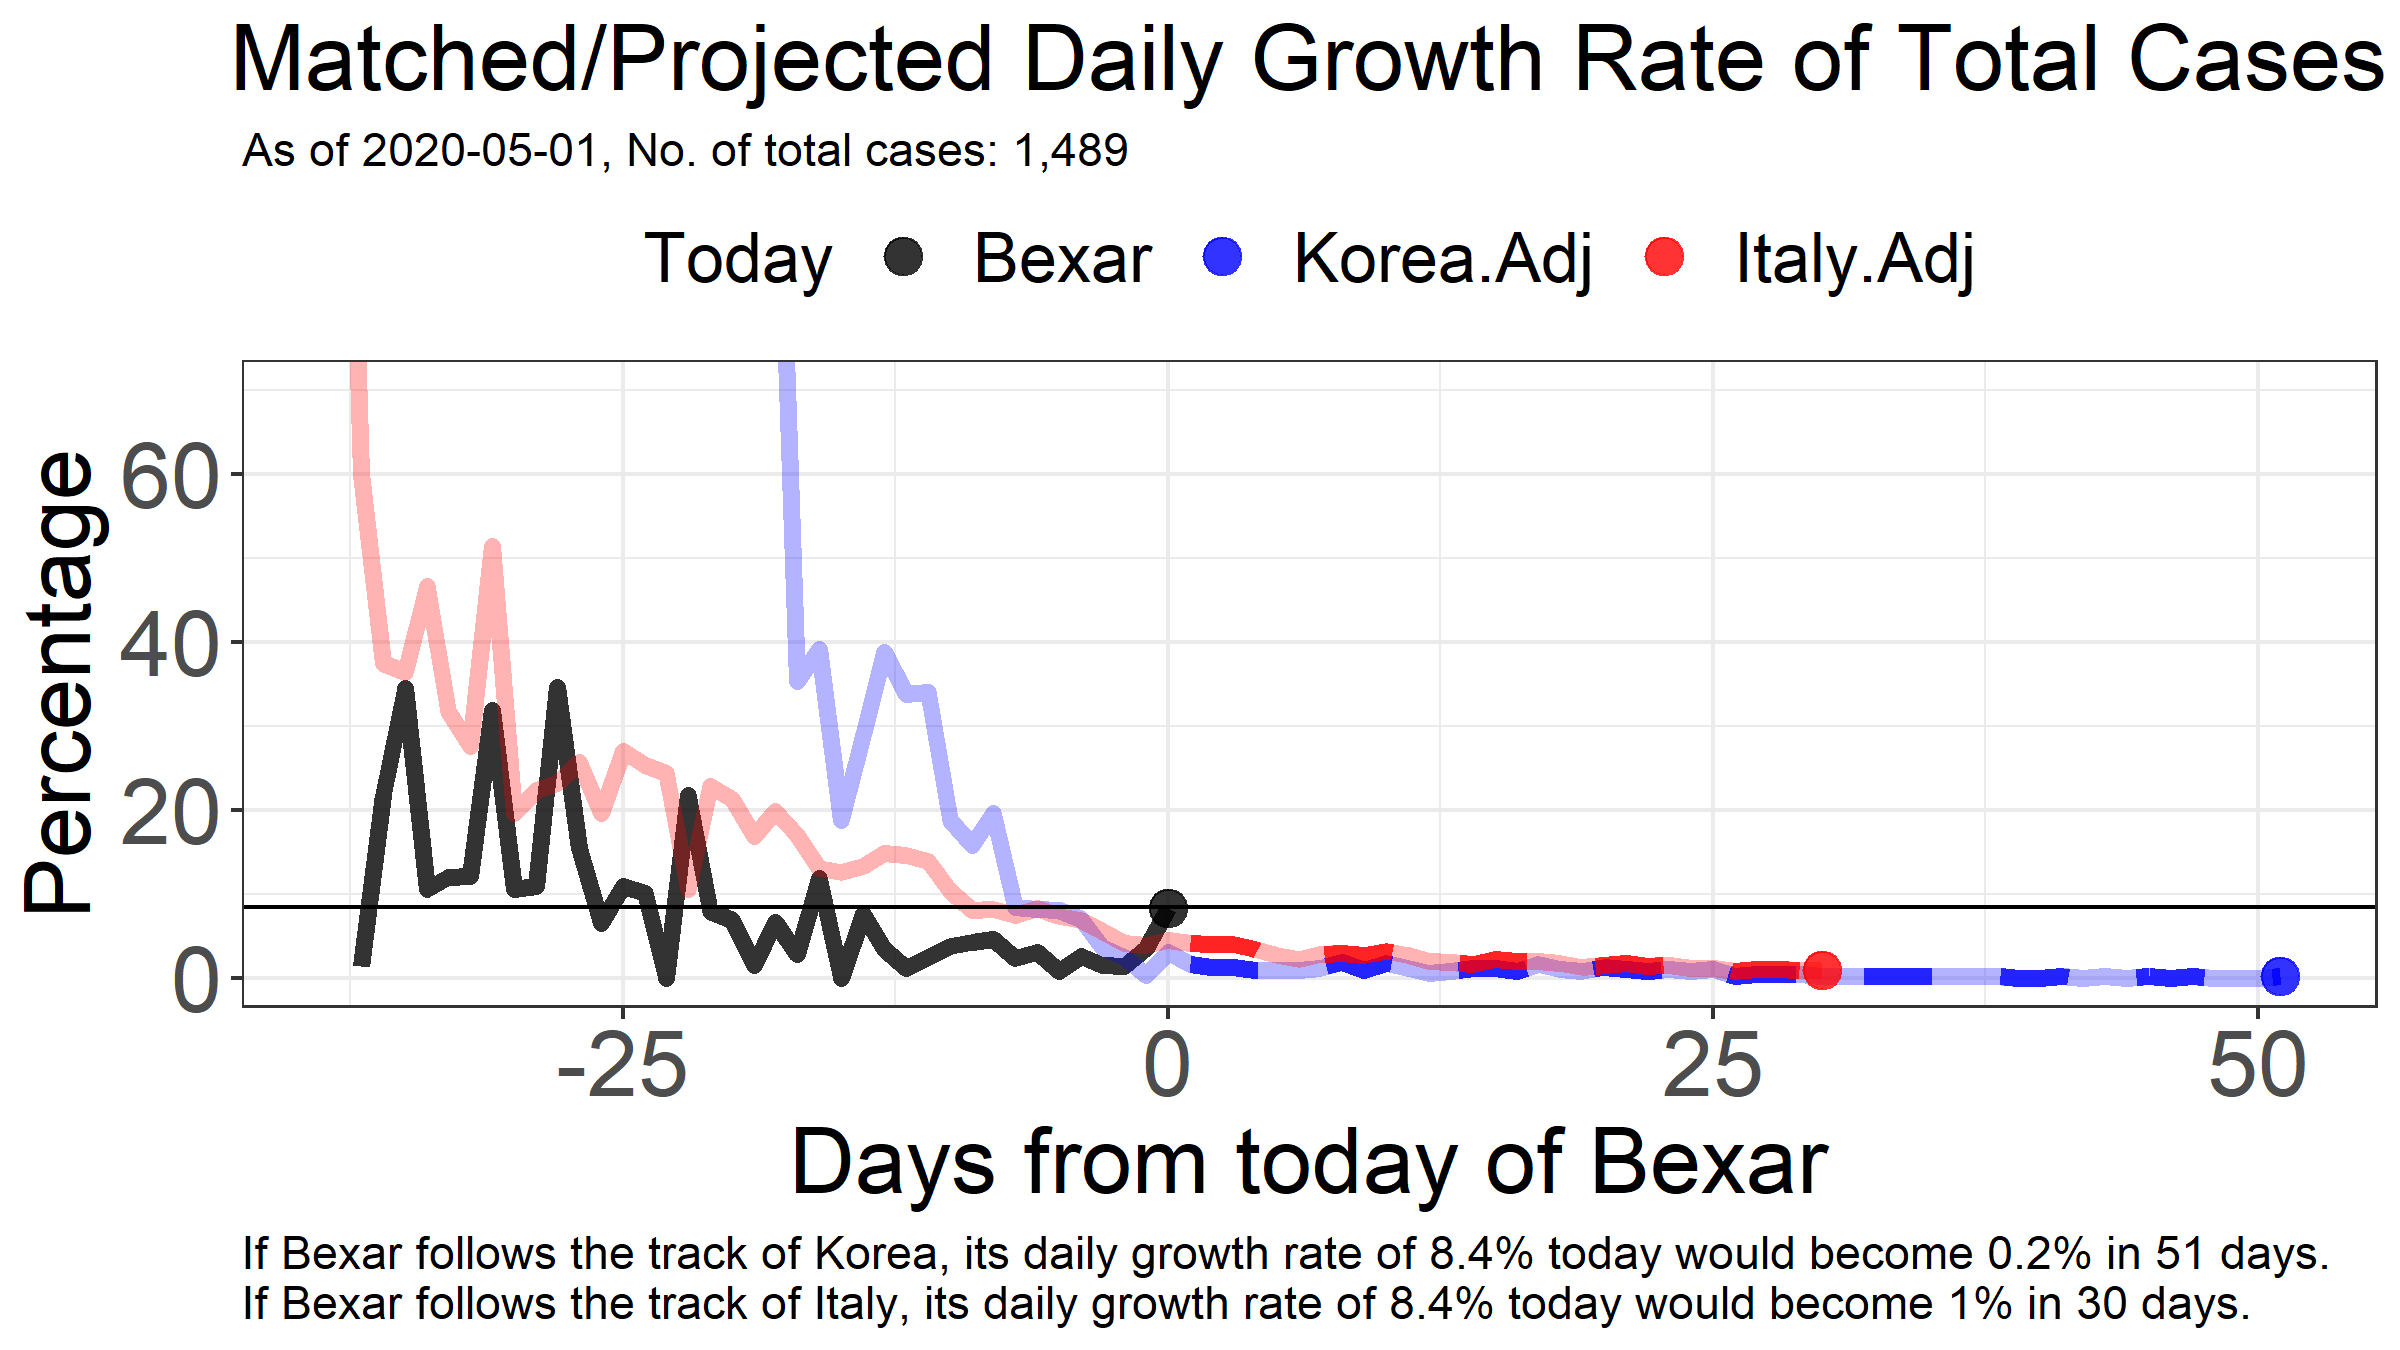 Matched/Projected Daily Growth Rate of Total Cases
As of 2020-05-01, No. of total cases: 1,489
Today Bexar Korea.Adj Italy.Adj
Percentage
60
40
20
0
-25 0 25 50
Days from today of Bexar
If Bexar follows the track of Korea, its daily growth rate of 8.4% today would become 0.2% in 51 days.
If Bexar follows the track of Italy, its daily growth rate of 8.4% today would become 1% in 30 days.